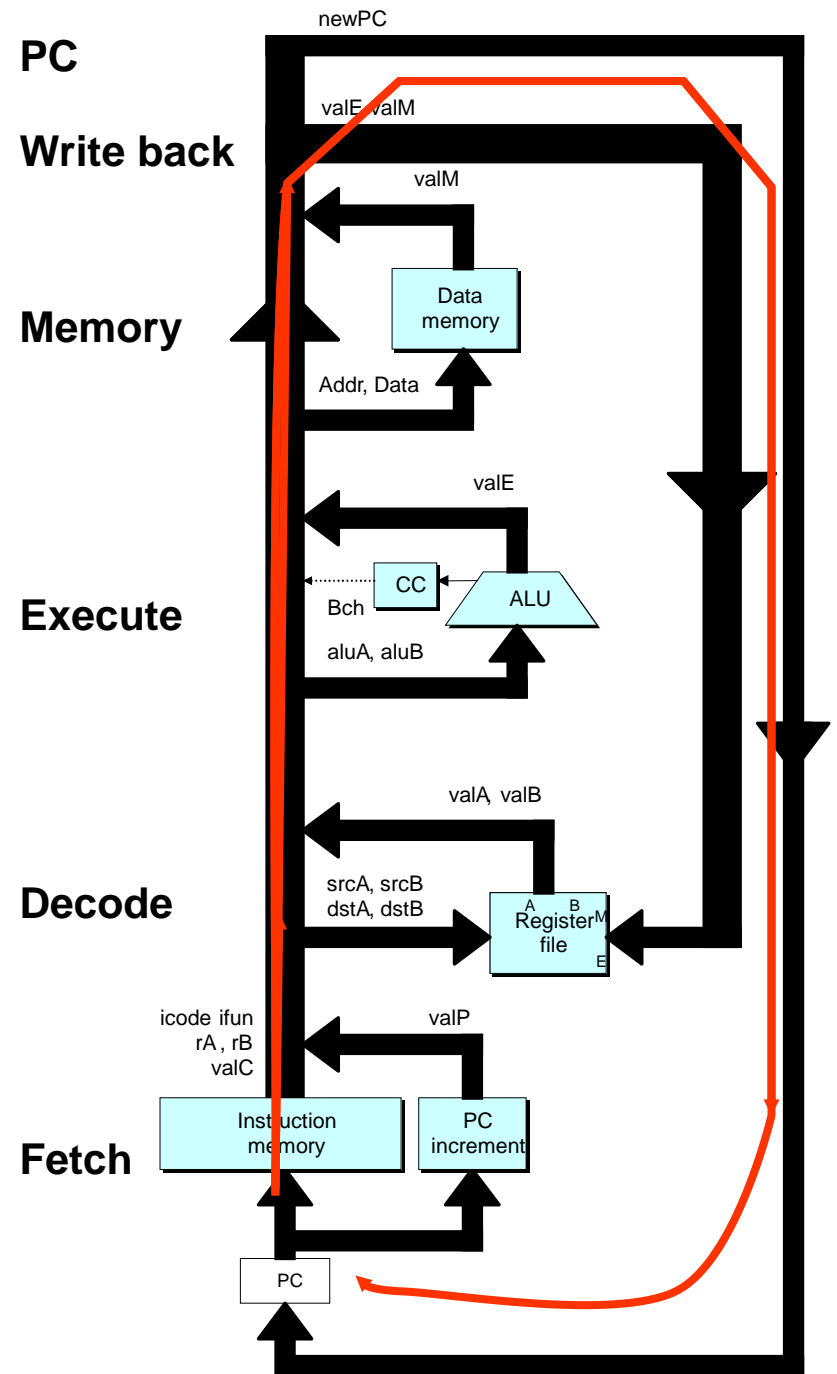 newPC
PC
valE, valM
Write back
valM
Data
memory
Memory
Addr, Data
valE
CC
ALU
Bch
Execute
aluA, aluB
valA, valB
srcA, srcB
dstA, dstB
A B
Register M
file
E
Decode
icode ifun
rA , rB
valC
valP
Instruction
memory
PC
increment
Fetch
PC